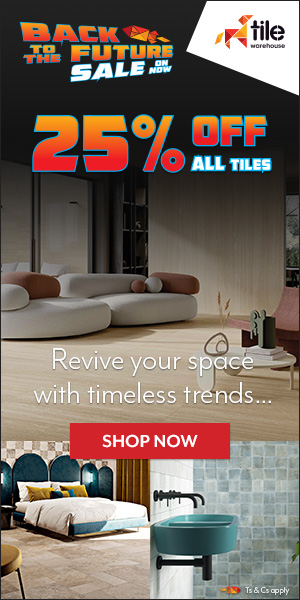 BACK
TO THE FUTURE
SALE ON NOW
tile
warehouse
25% OFF
ALL TILES
Revive your space
with timeless trends...
SHOP NOW
Ts & Cs apply